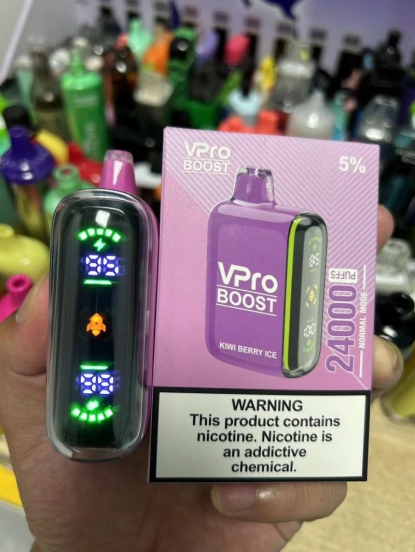 VPro
BOOST
5%
VPro
BOOST
KIWI BERRY ICE
24000 PUFFS
NORMAL MODE
WARNING
This product contains
nicotine. Nicotine is
an addictive
chemical.